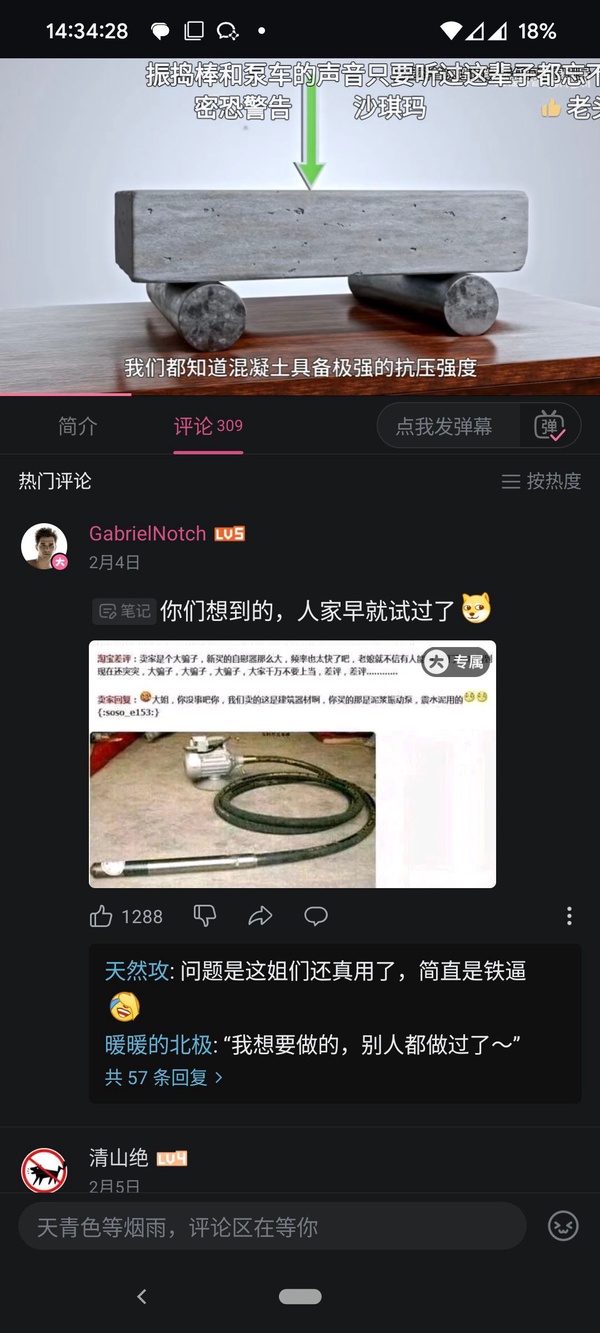 14:34:28
18%
振捣棒和泵车的声音只要听过这辈子都忘不
密恐警告
沙琪玛
老头
我们都知道混凝土具备极强的抗压强度
简介
评论 309
点我发弹幕
弹
热门评论
按热度
GabrielNotch LV5
大
2月4日
笔记 你们想到的，人家早就试过了
淘宝差评：卖家是个大骗子，新买的自慰器那么大，频率也太快了吧，老娘就不信有人能
大 专属
现在还突突，大骗子，大骗子，大骗子，大家千万不要上当，差评，差评............
卖家回复：大姐，你没事吧你，我们卖的这是建筑器材啊，你买的那是泥浆振动泵，震水泥用的
{:soso_e153:}
1288
天然攻: 问题是这姐们还真用了，简直是铁逼
暖暖的北极: “我想要做的，别人都做过了～”
共 57 条回复 >
清山绝 LV4
2月5日
天青色等烟雨，评论区在等你